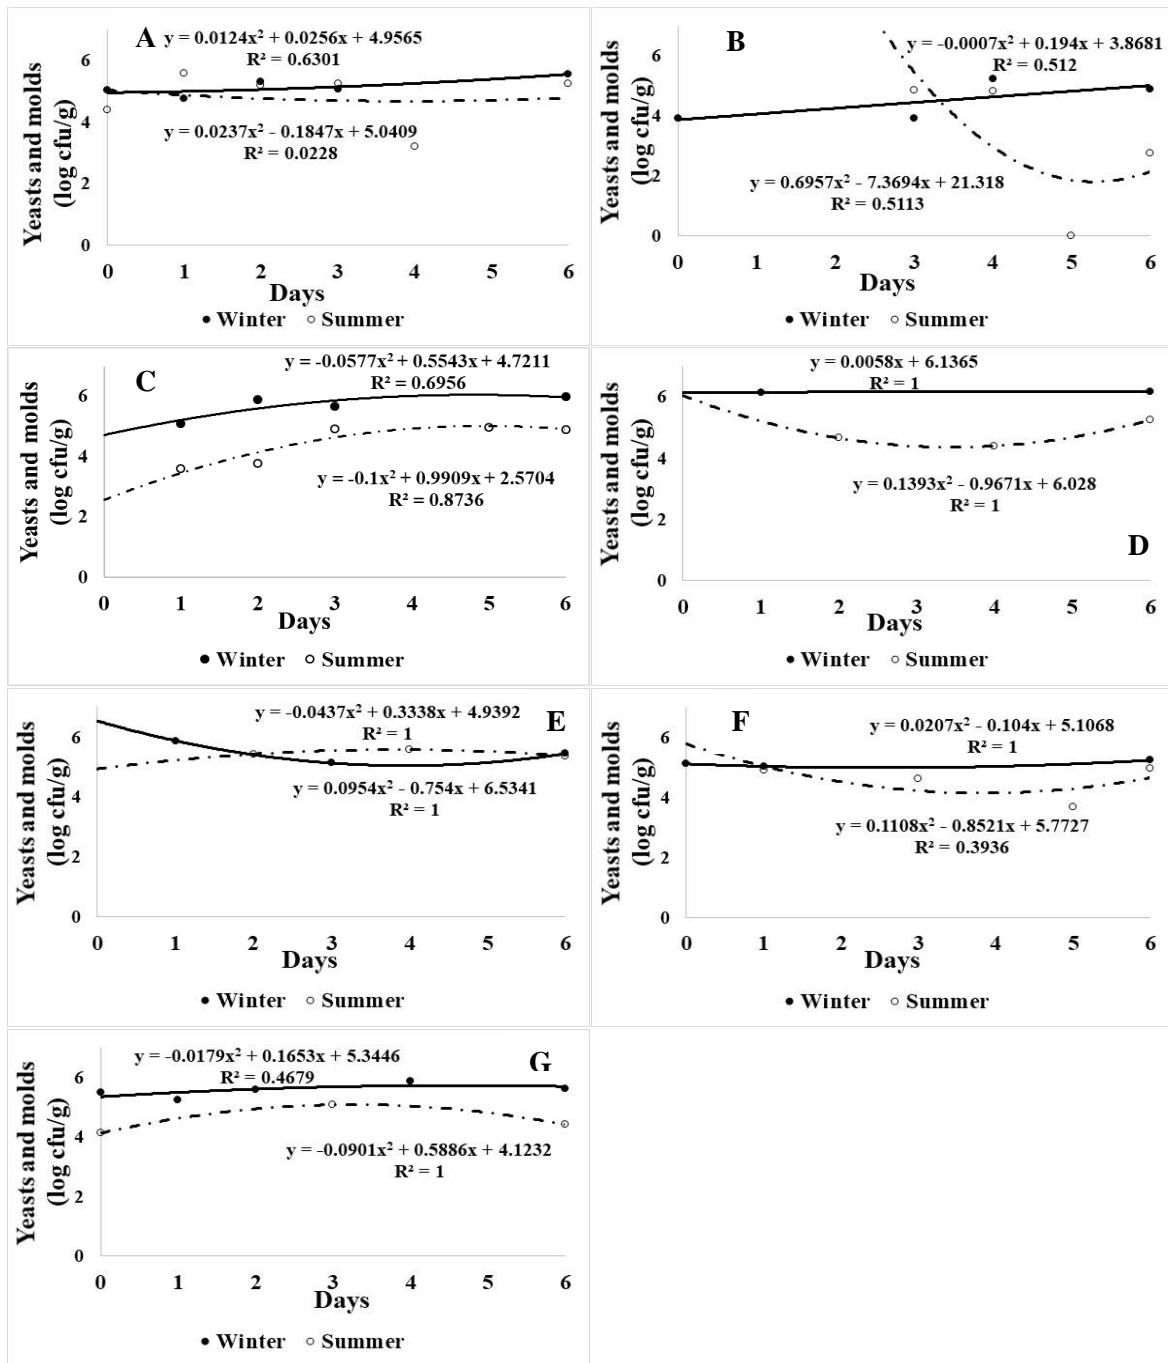 A
y = 0.0124x² + 0.0256x + 4.9565
R² = 0.6301
y = 0.0237x² - 0.1847x + 5.0409
R² = 0.0228
Yeasts and molds
(log cfu/g)
6
4
2
0
0 1 2 3 4 5 6
Days
Winter Summer
B
y = -0.0007x² + 0.194x + 3.8681
R² = 0.512
y = 0.6957x² - 7.3694x + 21.318
R² = 0.5113
Yeasts and molds
(log cfu/g)
6
4
2
0
0 1 2 3 4 5 6
Days
Winter Summer
C
y = -0.0577x² + 0.5543x + 4.7211
R² = 0.6956
y = -0.1x² + 0.9909x + 2.5704
R² = 0.8736
Yeasts and molds
(log cfu/g)
6
4
2
0
0 1 2 3 4 5 6
Days
Winter Summer
y = 0.0058x + 6.1365
R² = 1
y = 0.1393x² - 0.9671x + 6.028
R² = 1
D
Yeasts and molds
(log cfu/g)
6
4
2
0
0 1 2 3 4 5 6
Days
Winter Summer
y = -0.0437x² + 0.3338x + 4.9392
R² = 1
E
y = 0.0954x² - 0.754x + 6.5341
R² = 1
Yeasts and molds
(log cfu/g)
6
4
2
0
0 1 2 3 4 5 6
Days
Winter Summer
F
y = 0.0207x² - 0.104x + 5.1068
R² = 1
y = 0.1108x² - 0.8521x + 5.7727
R² = 0.3936
Yeasts and molds
(log cfu/g)
6
4
2
0
0 1 2 3 4 5 6
Days
Winter Summer
y = -0.0179x² + 0.1653x + 5.3446
R² = 0.4679
G
y = -0.0901x² + 0.5886x + 4.1232
R² = 1
Yeasts and molds
(log cfu/g)
6
4
2
0
0 1 2 3 4 5 6
Days
Winter Summer